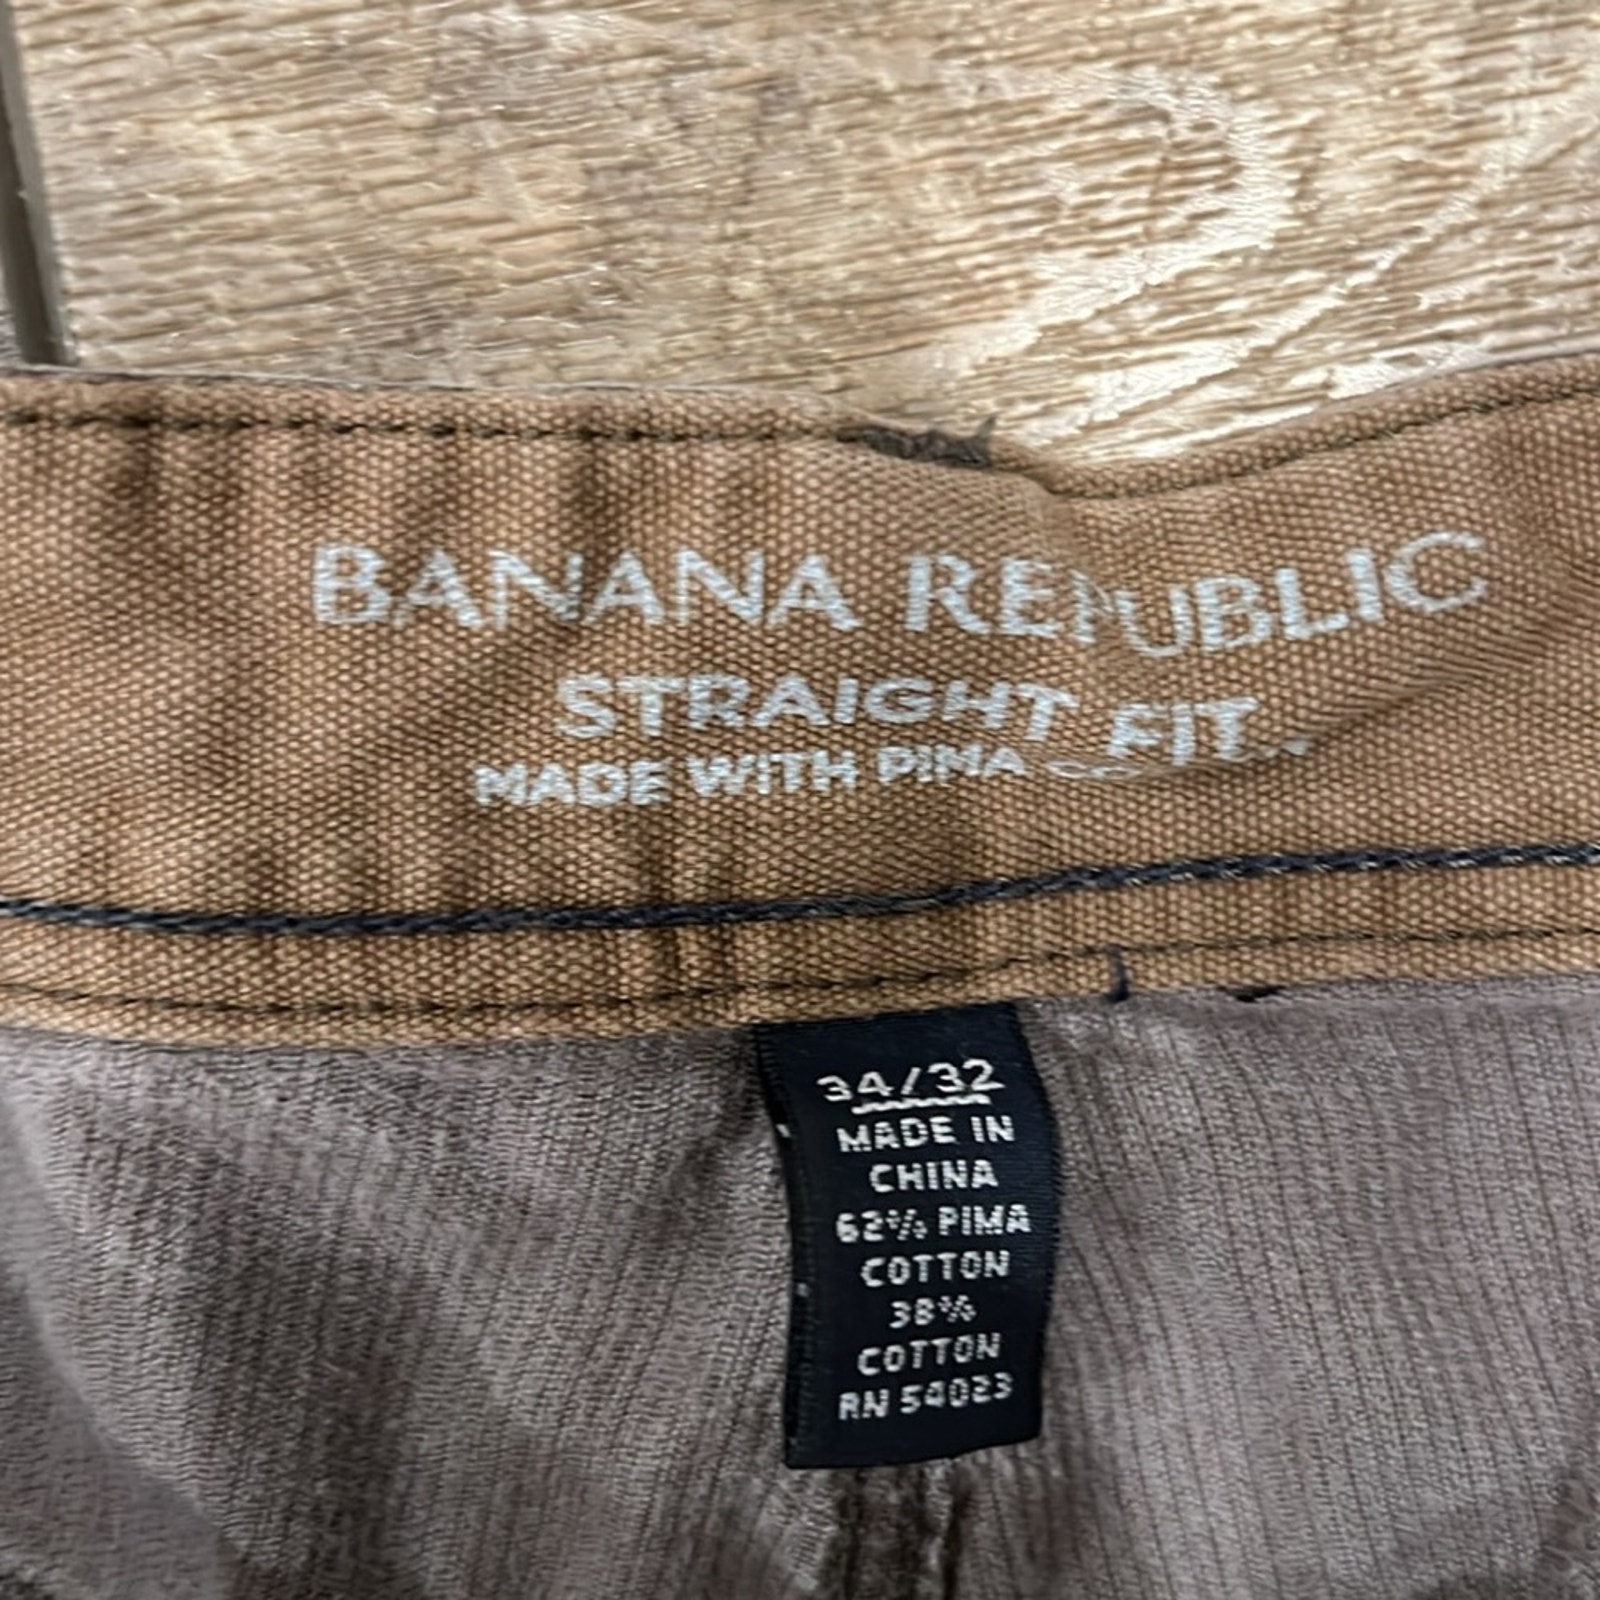 BANANA REPUBLIC
STRAIGHT FIT
MADE WITH PIMA
34/32
MADE IN
CHINA
62% PIMA
COTTON
38%
COTTON
RN 54023